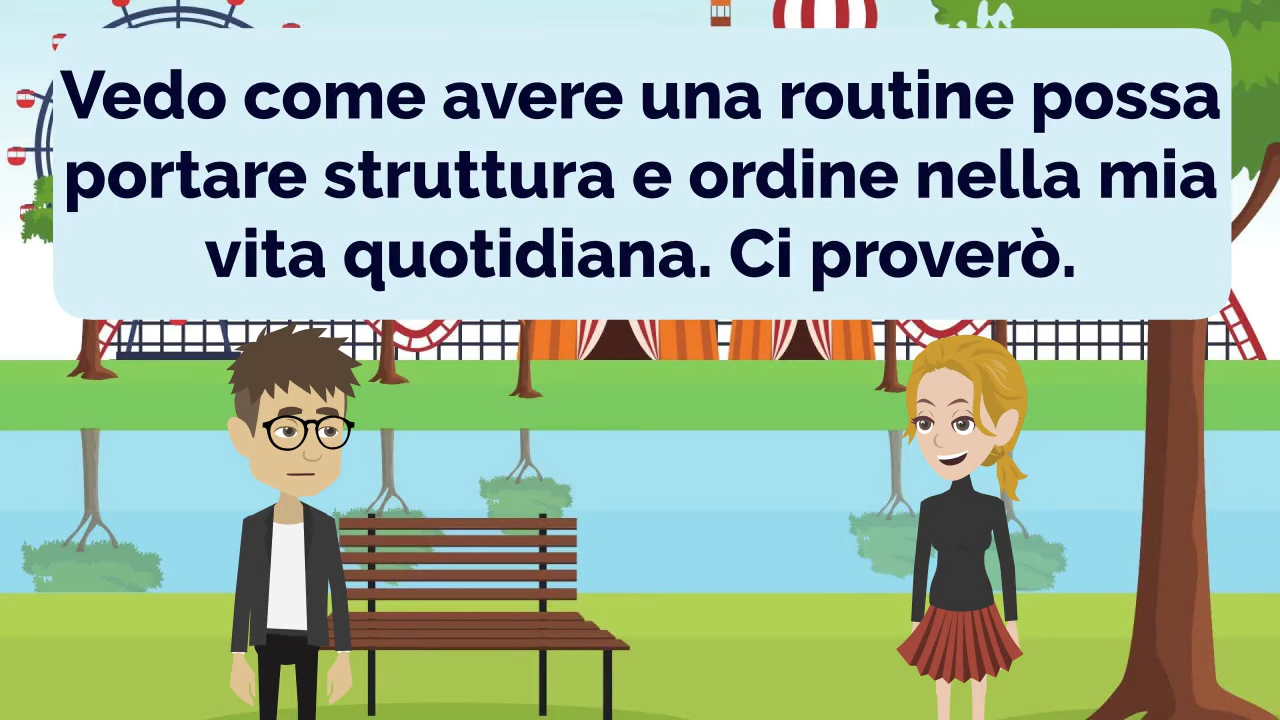 Vedo come avere una routine possa
portare struttura e ordine nella mia
vita quotidiana. Ci proverò.